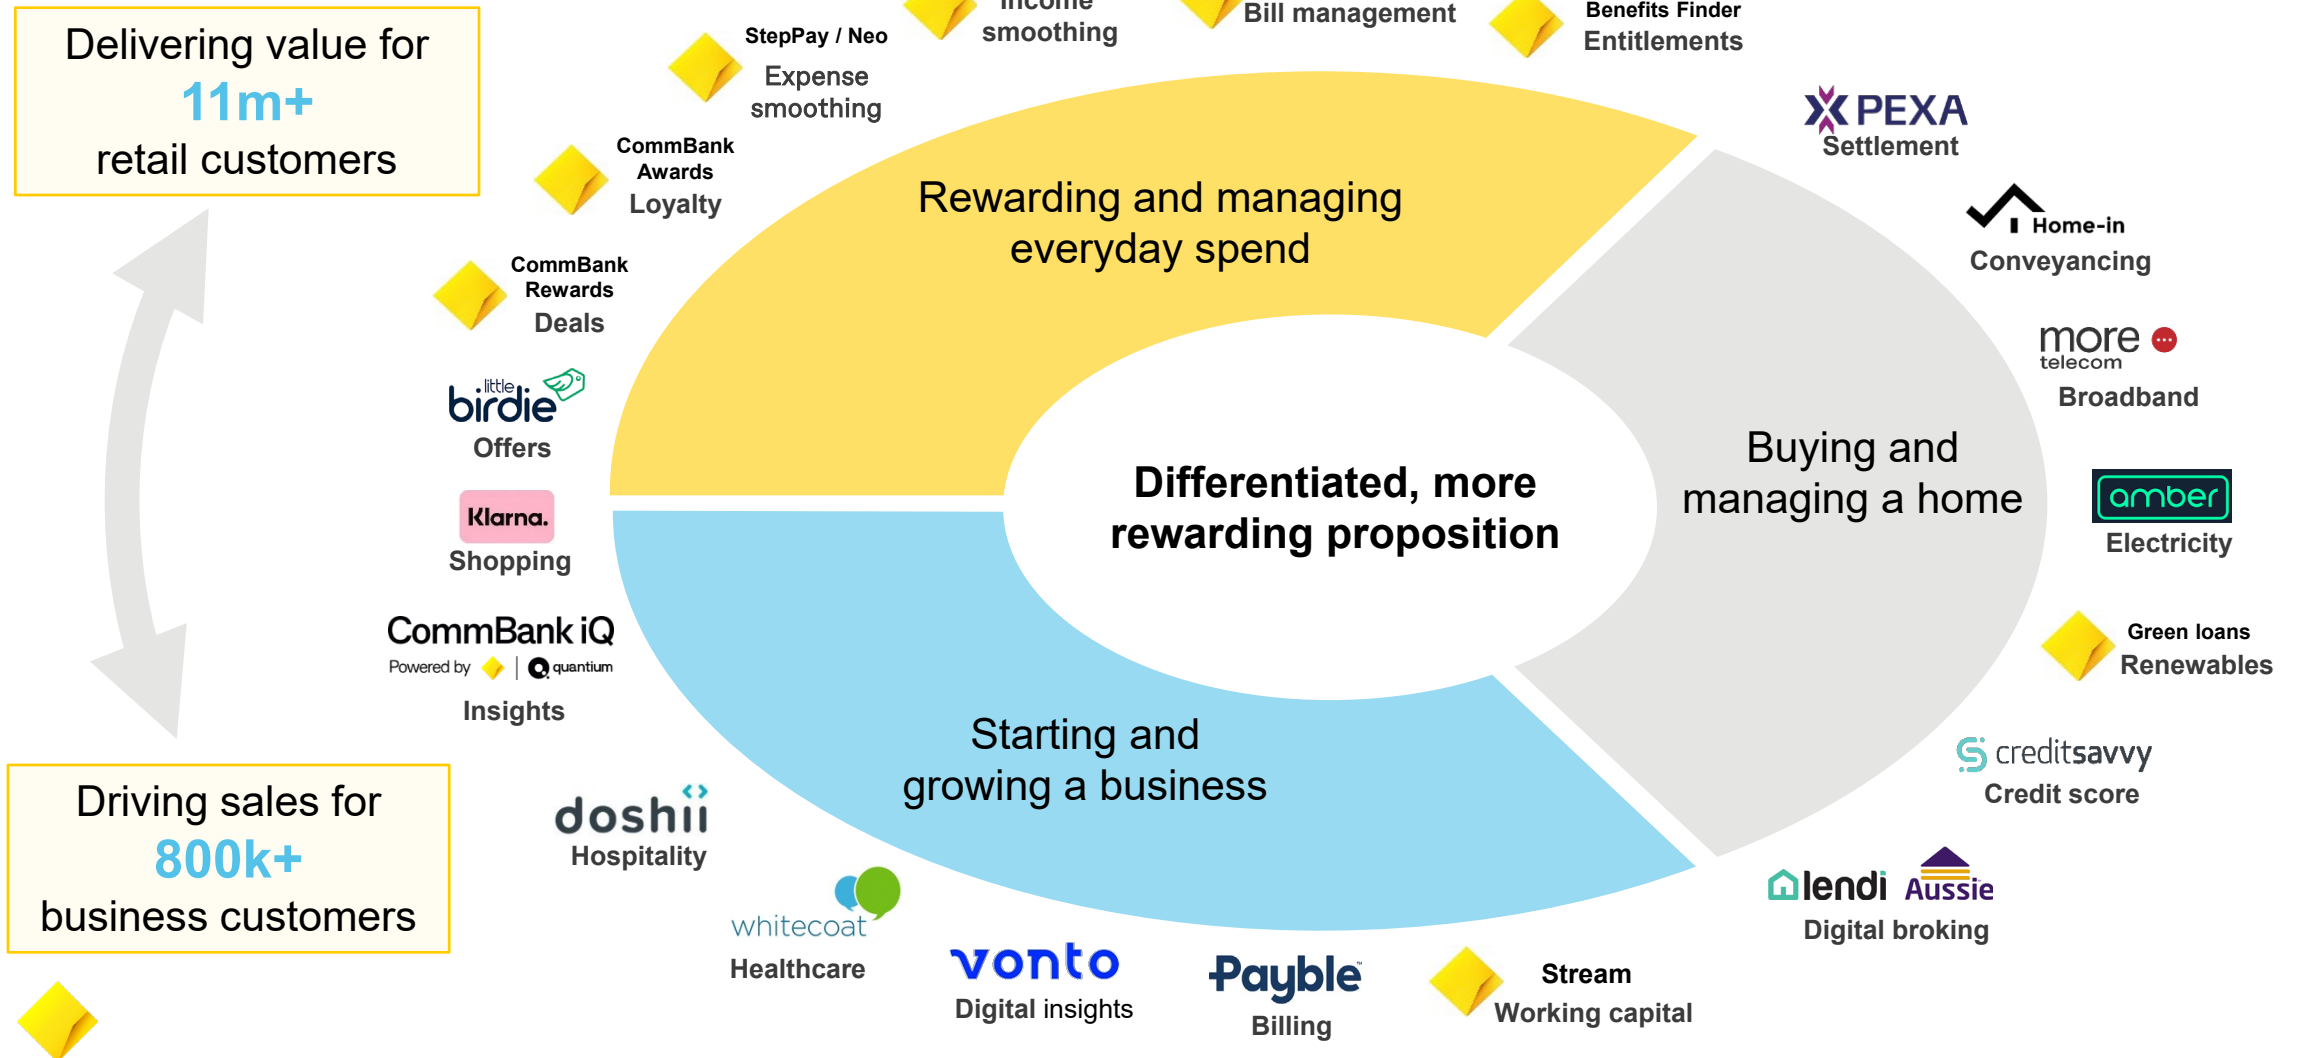 Delivering value for
11m+
retail customers
Driving sales for
800k+
business customers
smoothing
Bill management
Benefits Finder
Entitlements
StepPay / Neo
Expense
smoothing
CommBank
Awards
Loyalty
CommBank
Rewards
Deals
little
birdie
Offers
Klarna.
Shopping
CommBank iQ
Powered by | quantium
Insights
doshii
Hospitality
whitecoat
Healthcare
vonto
Digital insights
Payble
Billing
Stream
Working capital
lendi Aussie
Digital broking
creditsavvy
Credit score
Green loans
Renewables
amber
Electricity
more
telecom
Broadband
Home-in
Conveyancing
PEXA
Settlement
Rewarding and managing
everyday spend
Buying and
managing a home
Starting and
growing a business
Differentiated, more
rewarding proposition